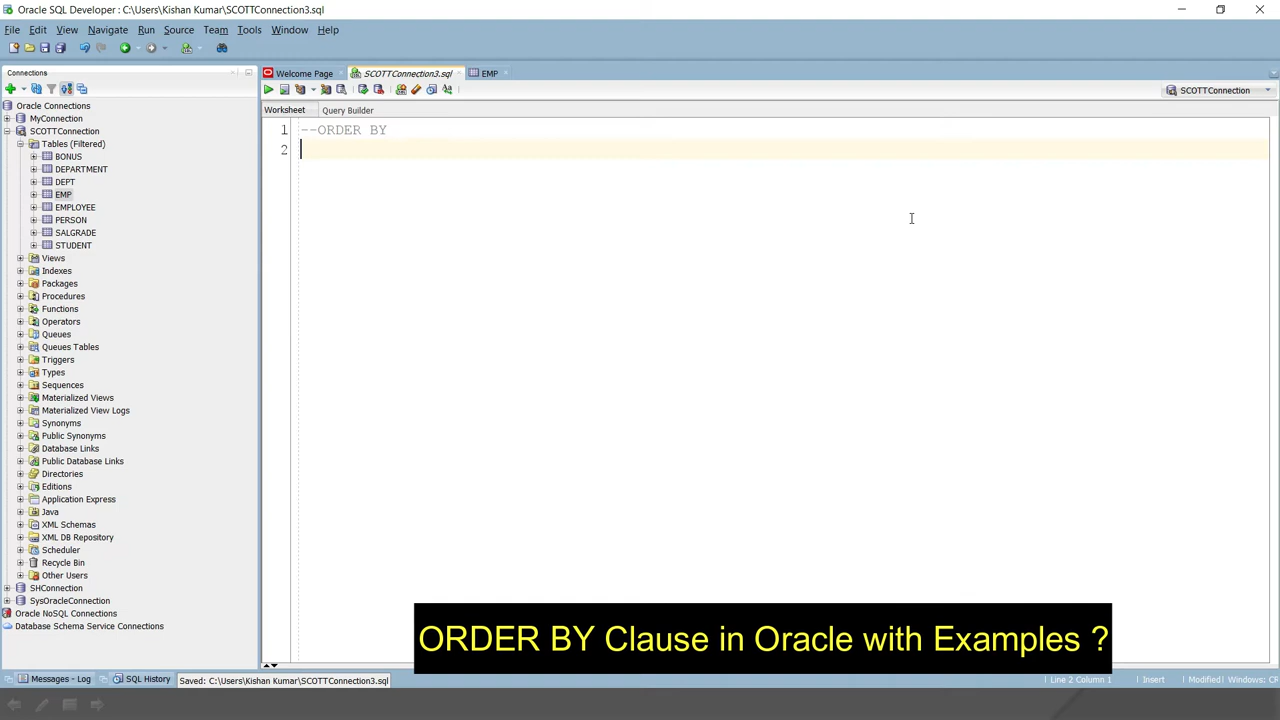 Oracle SQL Developer : C:\Users\Kishan Kumar\SCOTTConnection3.sql
File Edit View Navigate Run Source Team Tools Window Help
Connections
Welcome Page SCOTTConnection3.sql EMP
SCOTTConnection
Worksheet Query Builder
Oracle Connections
MyConnection
SCOTTConnection
Tables (Filtered)
BONUS
DEPARTMENT
DEPT
EMP
EMPLOYEE
PERSON
SALGRADE
STUDENT
Views
Indexes
Packages
Procedures
Functions
Operators
Queues
Queues Tables
Triggers
Types
Sequences
Materialized Views
Materialized View Logs
Synonyms
Public Synonyms
Database Links
Public Database Links
Directories
Editions
Application Express
Java
XML Schemas
XML DB Repository
Scheduler
Recycle Bin
Other Users
SHConnection
SysOracleConnection
Oracle NoSQL Connections
Database Schema Service Connections
1 --ORDER BY
2
ORDER BY Clause in Oracle with Examples ?
Messages - Log SQL History Saved: C:\Users\Kishan Kumar\SCOTTConnection3.sql
Line 2 Column 1 Insert Modified Windows: CR